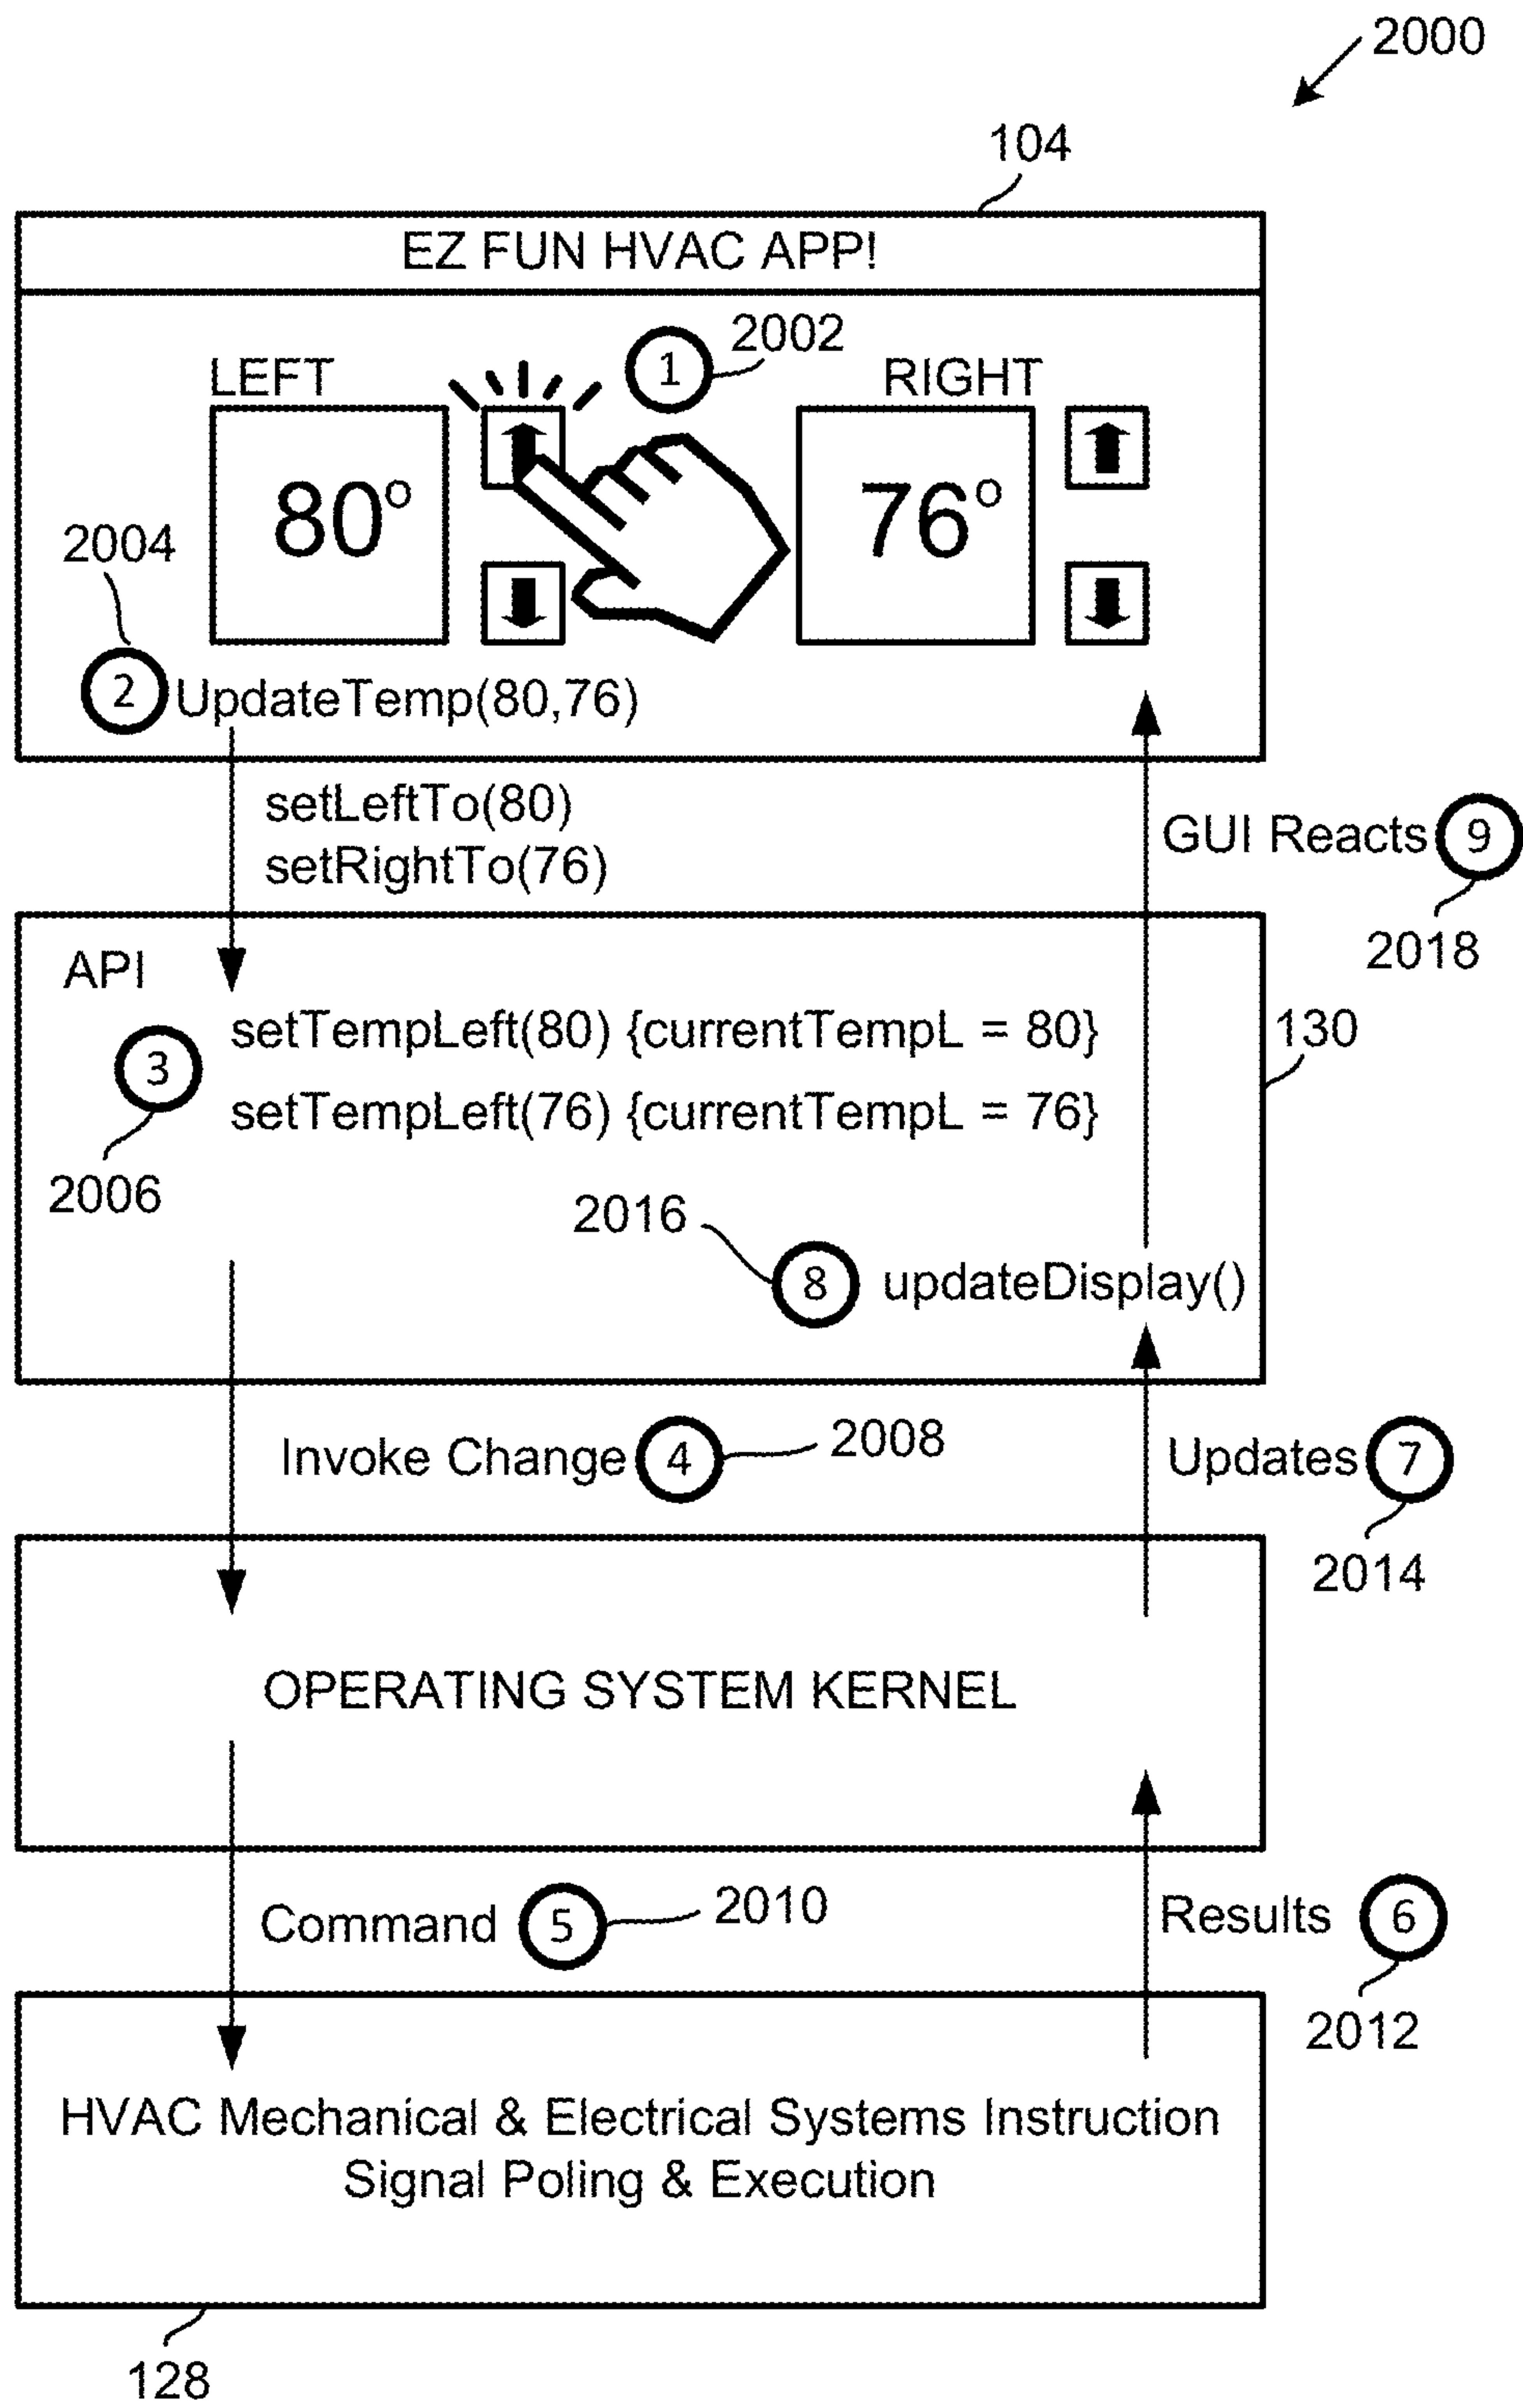 2000
104
EZ FUN HVAC APP!
1 2002
LEFT
RIGHT
80°
76°
2004
2 UpdateTemp(80,76)
setLeftTo(80)
setRightTo(76)
GUI Reacts 9
2018
API
130
3
setTempLeft(80) {currentTempL = 80}
setTempLeft(76) {currentTempL = 76}
2006
2016
8 updateDisplay()
Invoke Change 4 2008
Updates 7
2014
OPERATING SYSTEM KERNEL
Command 5 2010
Results 6
2012
HVAC Mechanical & Electrical Systems Instruction
Signal Poling & Execution
128